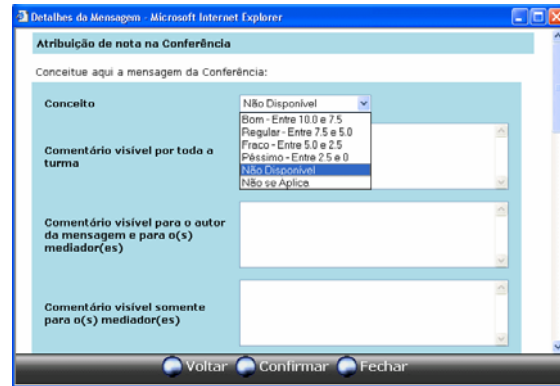 Detalhes da Mensagem - Microsoft Internet Explorer
Atribuição de nota na Conferência
Conceitue aqui a mensagem da Conferência:
Conceito
Não Disponível
Bom - Entre 10.0 e 7.5
Regular - Entre 7.5 e 5.0
Fraco - Entre 5.0 e 2.5
Péssimo - Entre 2.5 e 0
Não Disponível
Não se Aplica
Comentário visível por toda a
turma
Comentário visível para o autor
da mensagem e para o(s)
mediador(es)
Comentário visível somente
para o(s) mediador(es)
Voltar Confirmar Fechar